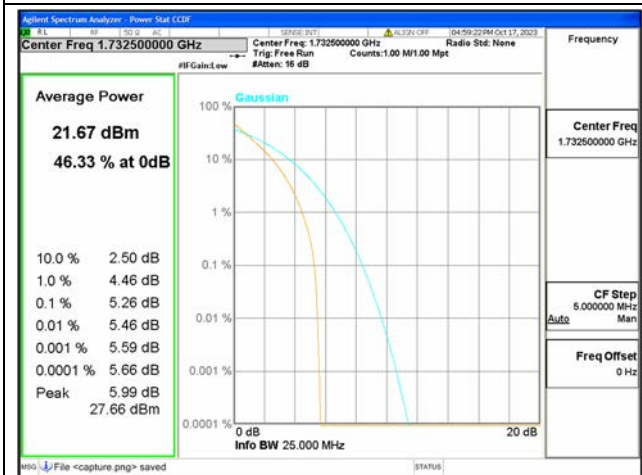 Agilent Spectrum Analyzer - Power Stat CCDF
RL RF 50 Ω AC SENSE:INT ALIGN OFF 04:59:22 PM Oct 17, 2023
Center Freq 1.732500000 GHz
Center Freq: 1.732500000 GHz Radio Std: None
Trig: Free Run Counts:1.00 M/1.00 Mpt
#IFGain:Low #Atten: 16 dB
Frequency
Average Power
21.67 dBm
46.33 % at 0dB
10.0 % 2.50 dB
1.0 % 4.46 dB
0.1 % 5.26 dB
0.01 % 5.46 dB
0.001 % 5.59 dB
0.0001 % 5.66 dB
Peak 5.99 dB
27.66 dBm
Gaussian
100 %
10 %
1 %
0.1 %
0.01 %
0.001 %
0.0001 %
0 dB 20 dB
Info BW 25.000 MHz
Center Freq
1.732500000 GHz
CF Step
5.000000 MHz
Auto Man
Freq Offset
0 Hz
MSG File <capture.png> saved STATUS